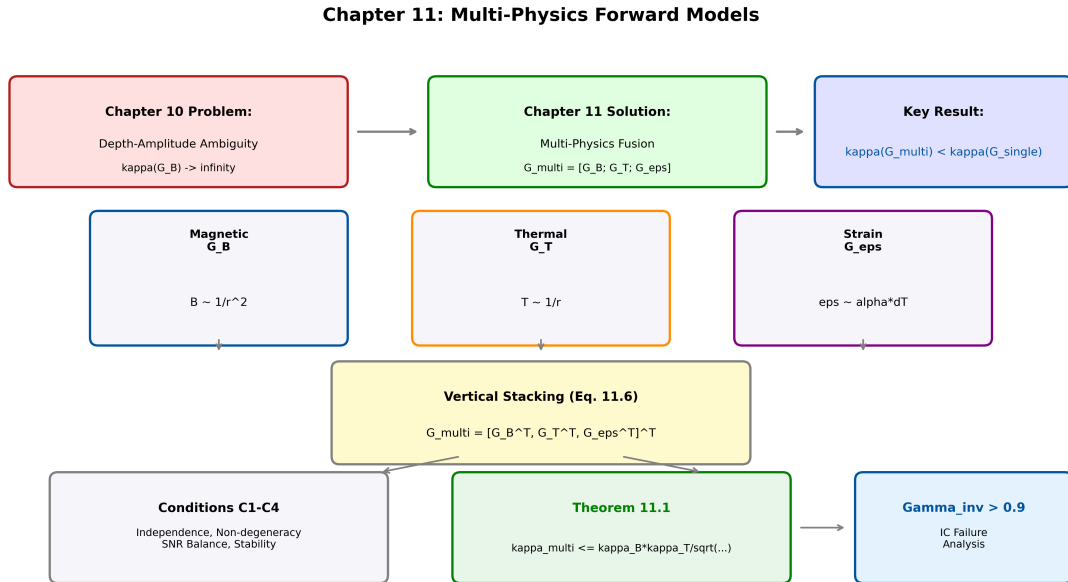 Chapter 11: Multi-Physics Forward Models
Chapter 10 Problem:
Depth-Amplitude Ambiguity
kappa(G_B) -> infinity
Chapter 11 Solution:
Multi-Physics Fusion
G_multi = [G_B; G_T; G_eps]
Key Result:
kappa(G_multi) < kappa(G_single)
Magnetic
G_B
B ~ 1/r^2
Thermal
G_T
T ~ 1/r
Strain
G_eps
eps ~ alpha*dT
Vertical Stacking (Eq. 11.6)
G_multi = [G_B^T, G_T^T, G_eps^T]^T
Conditions C1-C4
Independence, Non-degeneracy
SNR Balance, Stability
Theorem 11.1
kappa_multi <= kappa_B*kappa_T/sqrt(...)
Gamma_inv > 0.9
IC Failure
Analysis